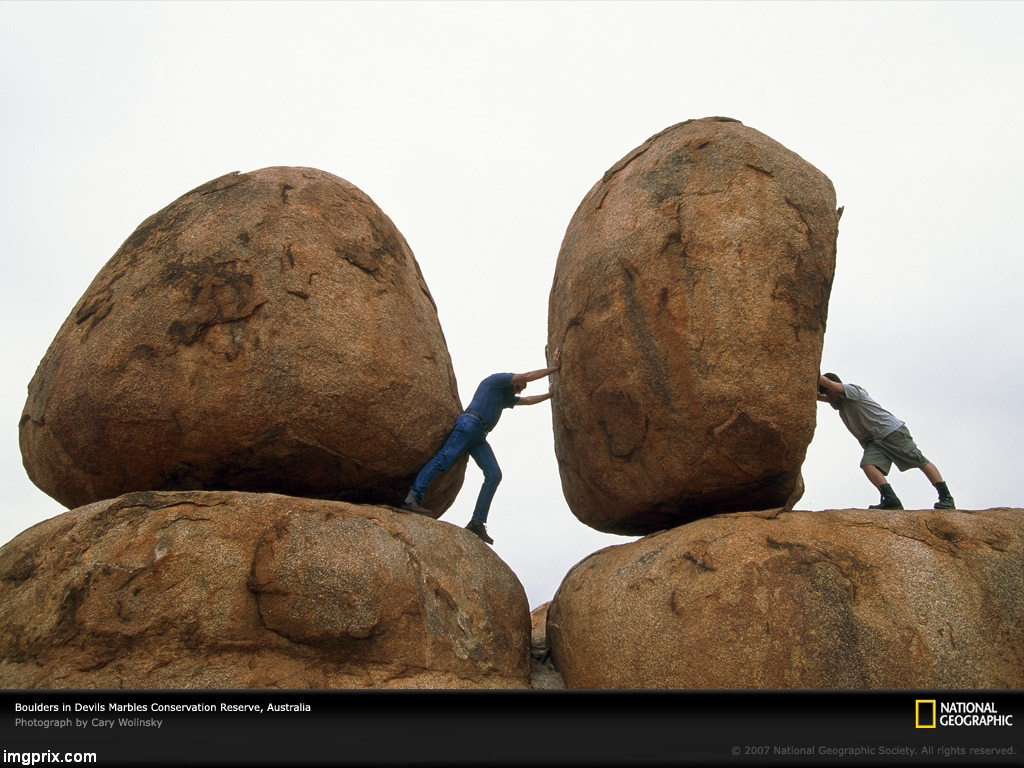 Boulders in Devils Marbles Conservation Reserve, Australia
Photograph by Cary Wolinsky
NATIONAL
GEOGRAPHIC
© 2007 National Geographic Society. All rights reserved.
imgprix.com